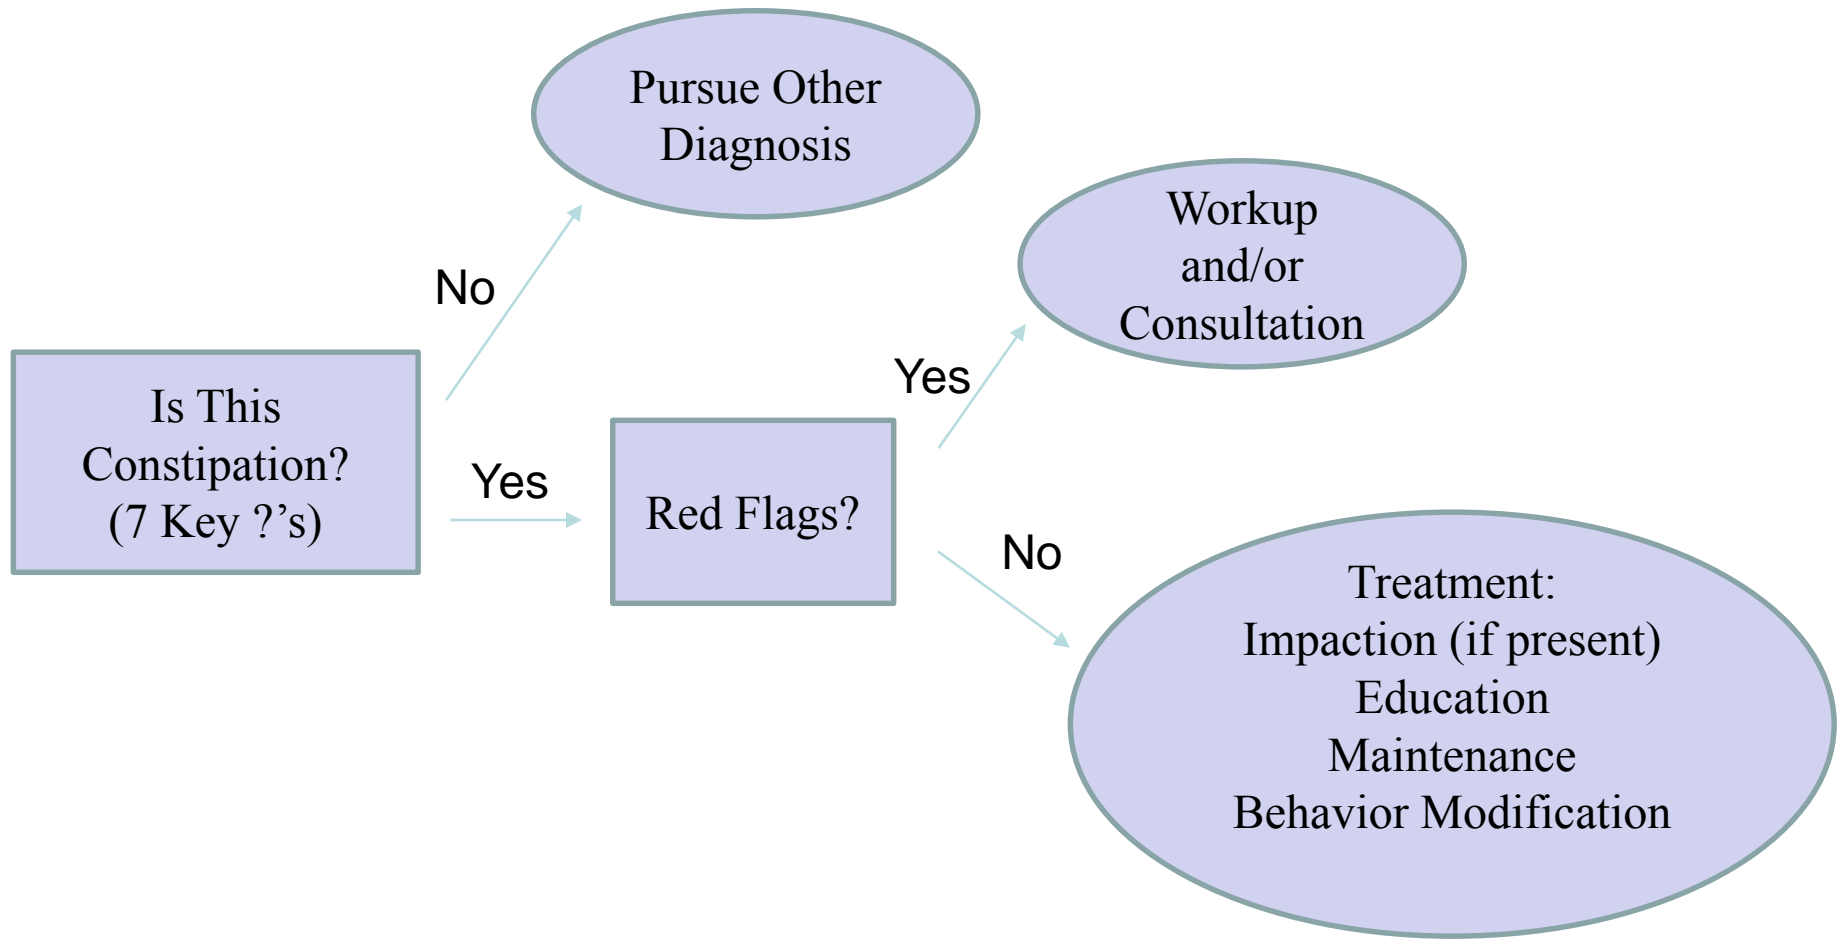 Pursue Other
Diagnosis
Workup
and/or
Consultation
No
Yes
Is This
Constipation?
(7 Key ?’s)
Yes
Red Flags?
No
Treatment:
Impaction (if present)
Education
Maintenance
Behavior Modification